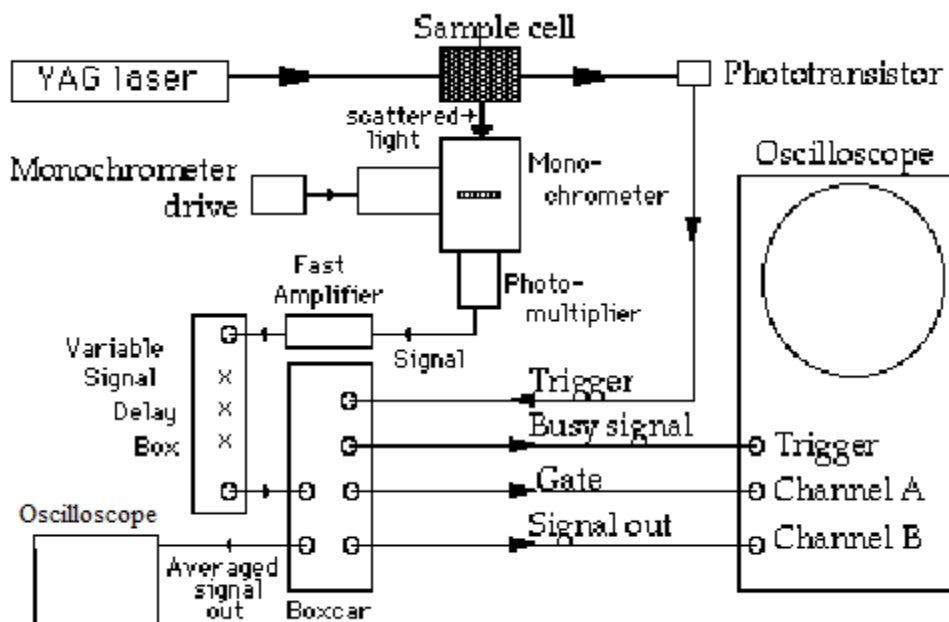 Sample cell
YAG laser
Phototransistor
scattered
light
Oscilloscope
Monochrometer
drive
Mono-
chrometer
Fast
Amplifier
Photo-
multiplier
Variable
Signal
Delay
Box
Signal
Trigger
Busy signal
Trigger
Gate
Channel A
Oscilloscope
Signal out
Channel B
Averaged
signal
out
Boxcar